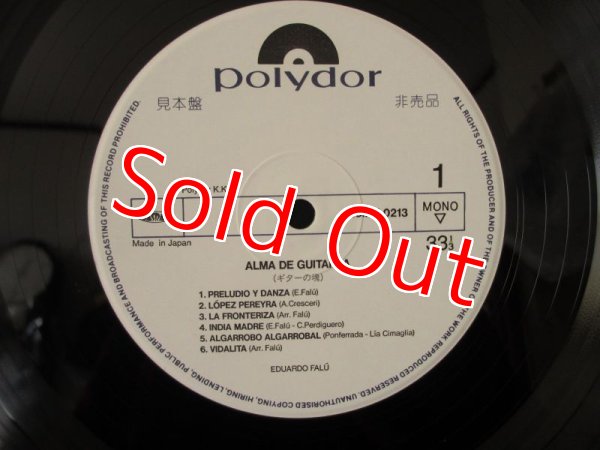 polydor
見本盤
非売品
1
K.K.
0213
MONO
Made in Japan
33 1/3
ALMA DE
(ギターの魂)
1. PRELUDIO Y DANZA (E.Falú)
2. LÓPEZ PEREYRA (A.Cresceri)
3. LA FRONTERIZA (Arr. Falú)
4. INDIA MADRE (E.Falú - C.Perdiguero)
5. ALGARROBO ALGARROBAL (Ponferrada - Lía Cimaglia)
6. VIDALITA (Arr. Falú)
EDUARDO FALÚ
ALL RIGHTS OF THE PRODUCER AND OF THE OWNER OF THE WORK REPRODUCED RESERVED. UNAUTHORISED COPYING, HIRING, LENDING, PUBLIC PERFORMANCE AND BROADCASTING OF THIS RECORD PROHIBITED.
Sold Out